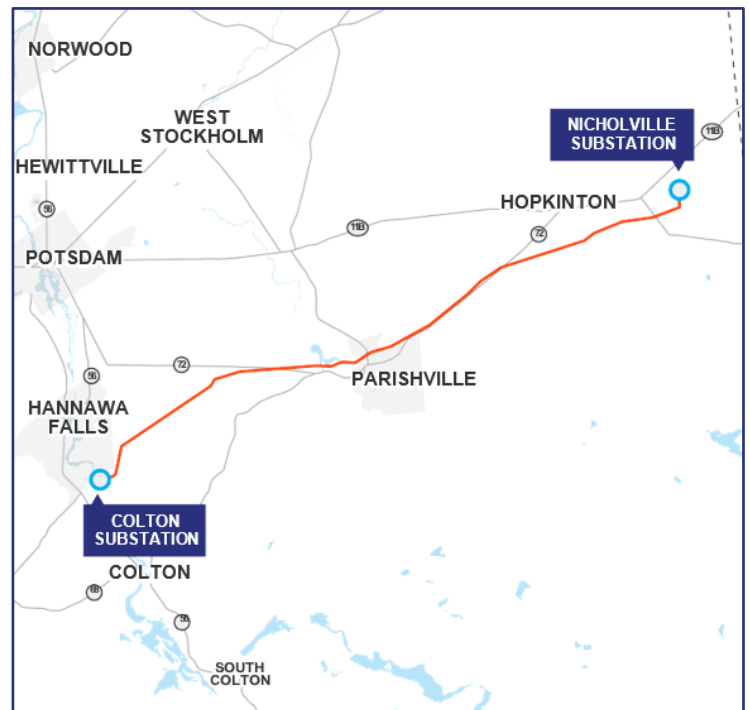 NORWOOD
WEST
STOCKHOLM
NICHOLVILLE
SUBSTATION
11B
HEWITTVILLE
56
HOPKINTON
11B
72
POTSDAM
72
56
PARISHVILLE
HANNAWA
FALLS
COLTON
SUBSTATION
COLTON
56
SOUTH
COLTON